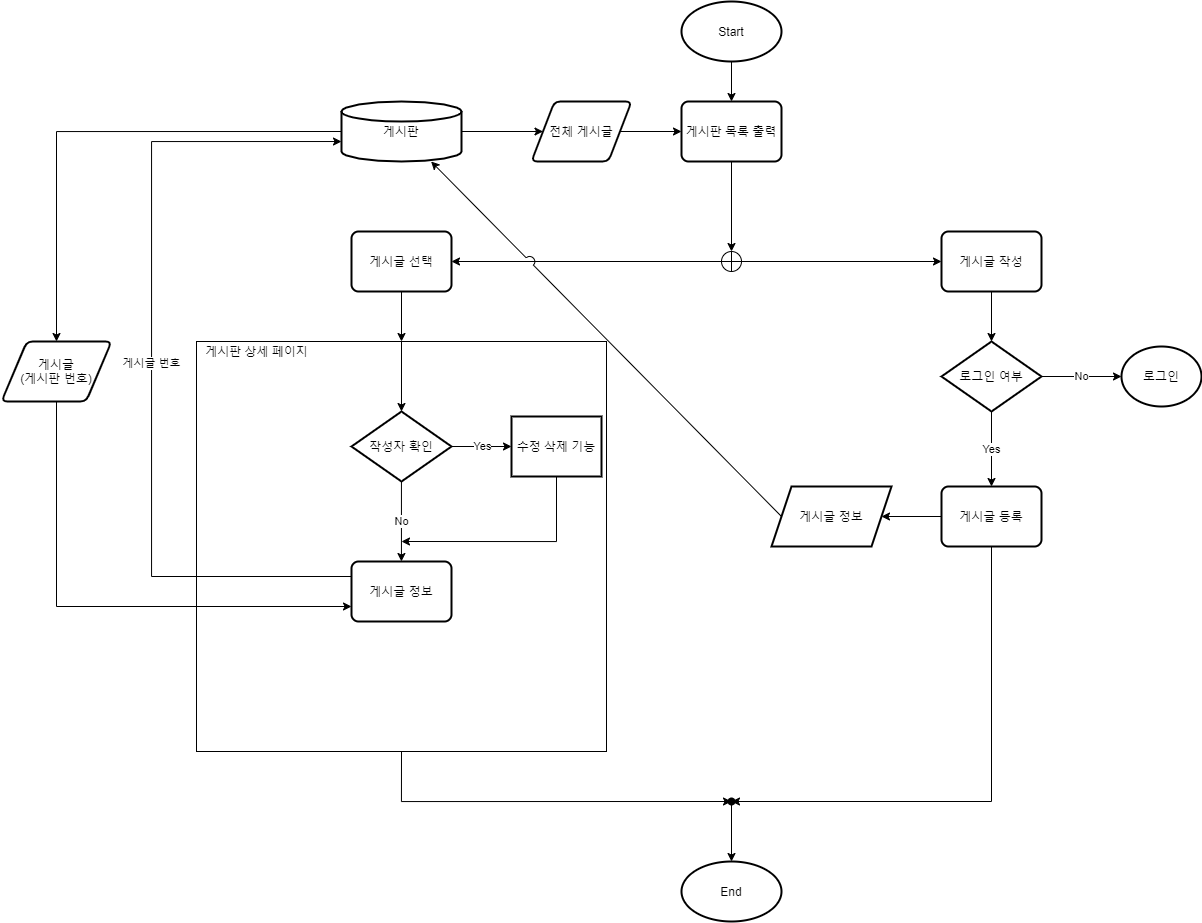 Start
게시판
전체 게시글
게시판 목록 출력
게시글 선택
게시글 작성
게시판 상세 페이지
게시글
(게시판 번호)
게시글 번호
로그인 여부
No
로그인
작성자 확인
Yes
수정 삭제 기능
Yes
No
게시글 정보
게시글 등록
게시글 정보
End